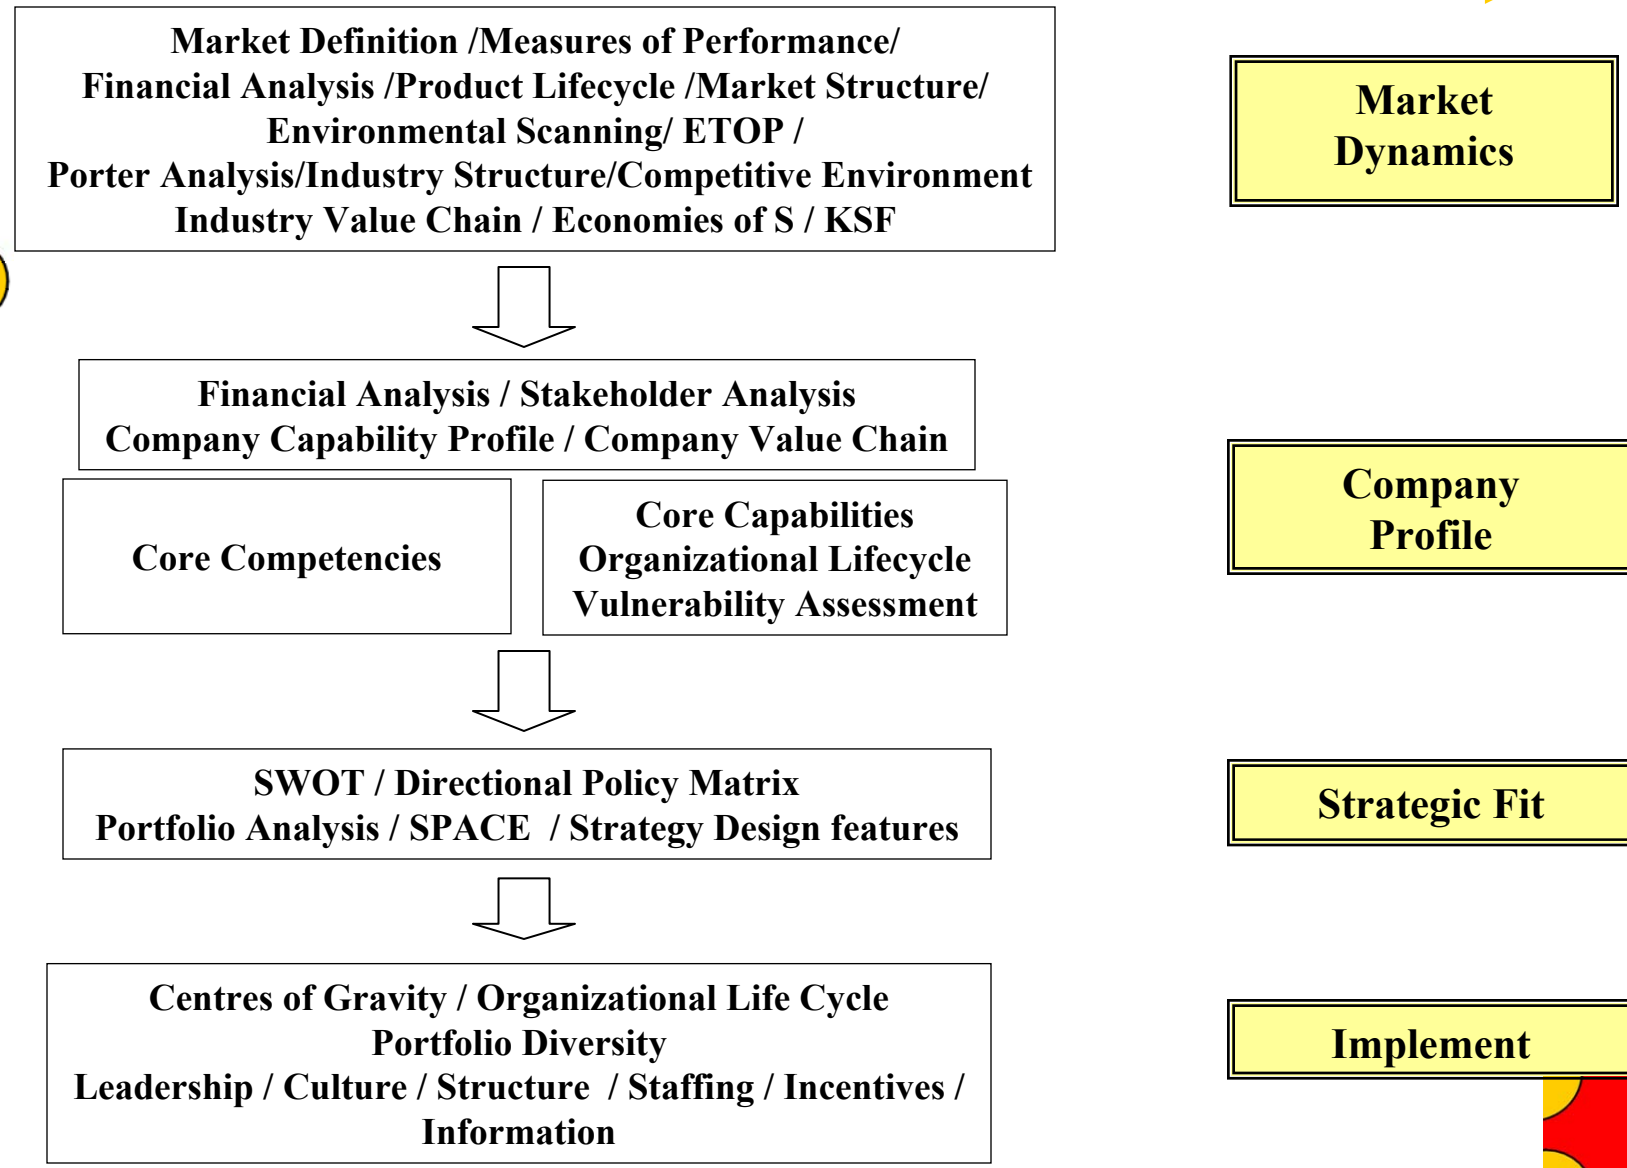 Market Definition /Measures of Performance/
Financial Analysis /Product Lifecycle /Market Structure/
Environmental Scanning/ ETOP /
Porter Analysis/Industry Structure/Competitive Environment
Industry Value Chain / Economies of S / KSF
Market
Dynamics
Financial Analysis / Stakeholder Analysis
Company Capability Profile / Company Value Chain
Core Competencies
Core Capabilities
Organizational Lifecycle
Vulnerability Assessment
Company
Profile
SWOT / Directional Policy Matrix
Portfolio Analysis / SPACE  / Strategy Design features
Strategic Fit
Centres of Gravity / Organizational Life Cycle
Portfolio Diversity
Leadership / Culture / Structure  / Staffing / Incentives /
Information
Implement